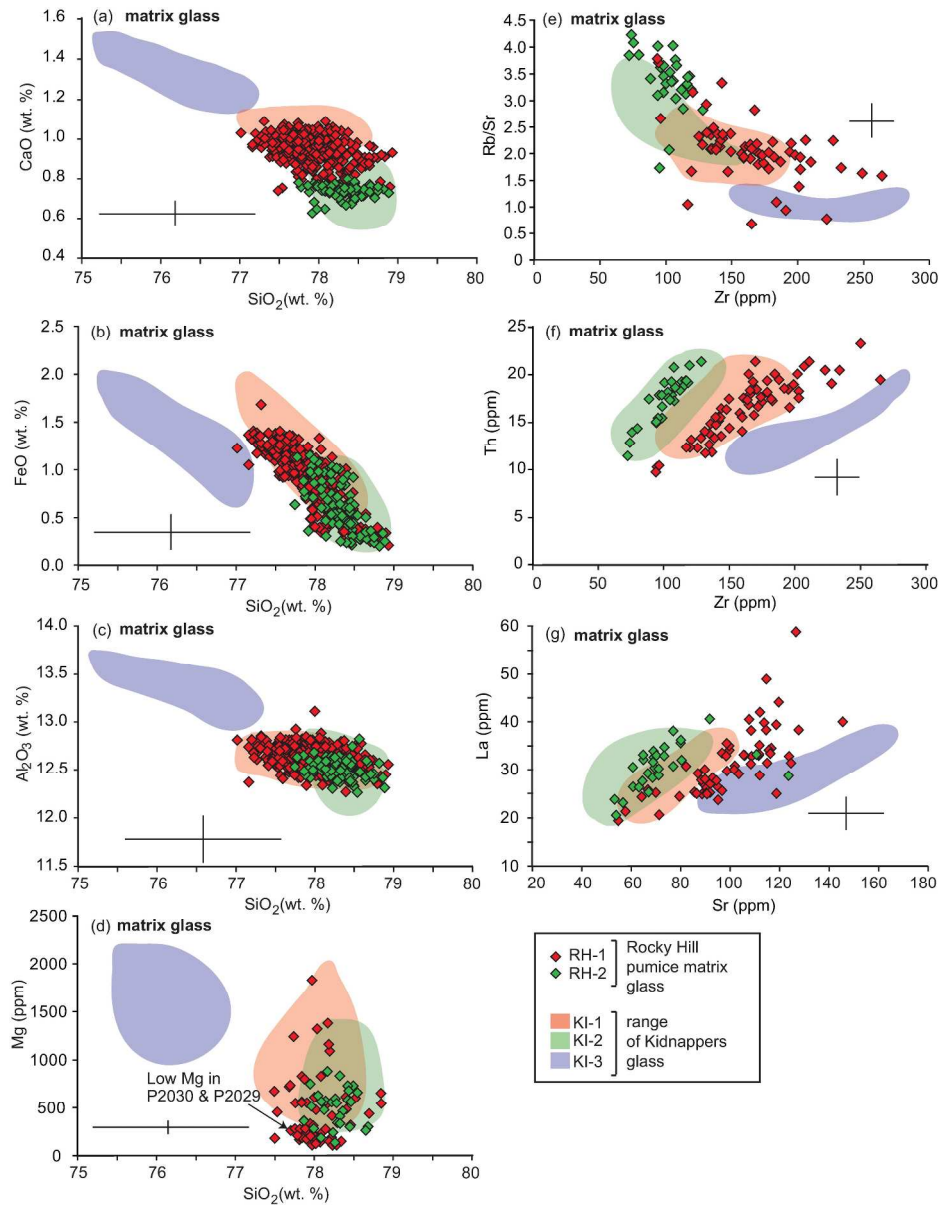 (a) matrix glass
CaO (wt. %)
1.6
1.4
1.2
1.0
0.8
0.6
0.4
75 76 77 78 79 80
SiO₂(wt. %)
(b) matrix glass
FeO (wt. %)
2.5
2.0
1.5
1.0
0.5
0.0
75 76 77 78 79 80
SiO₂(wt. %)
(c) matrix glass
Al₂O₃ (wt. %)
14.0
13.0
12.5
11.5
75 76 77 78 79 80
SiO₂(wt. %)
(d) matrix glass
Mg (ppm)
2500
2000
1500
1000
500
0
Low Mg in
P2030 & P2029
75 76 77 78 79 80
SiO₂(wt. %)
(e) matrix glass
Rb/Sr
4.5
4.0
3.5
3.0
2.5
2.0
1.5
1.0
0.5
0
0 50 100 150 200 250 300
Zr (ppm)
(f) matrix glass
Th (ppm)
25
20
15
10
5
0
0 50 100 150 200 250 300
Zr (ppm)
(g) matrix glass
La (ppm)
60
50
40
30
20
10
20 40 60 80 100 120 140 160 180
Sr (ppm)
RH-1
RH-2
Rocky Hill
pumice matrix
glass
KI-1
KI-2
KI-3
range
of Kidnappers
glass